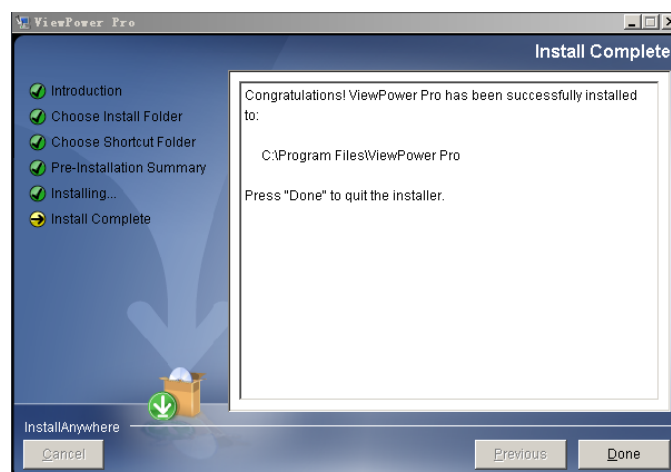 ViewPower Pro
Install Complete
Introduction
Choose Install Folder
Choose Shortcut Folder
Pre-Installation Summary
Installing...
Install Complete
Congratulations! ViewPower Pro has been successfully installed
to:
C:\Program Files\ViewPower Pro
Press "Done" to quit the installer.
InstallAnywhere
Cancel
Previous
Done